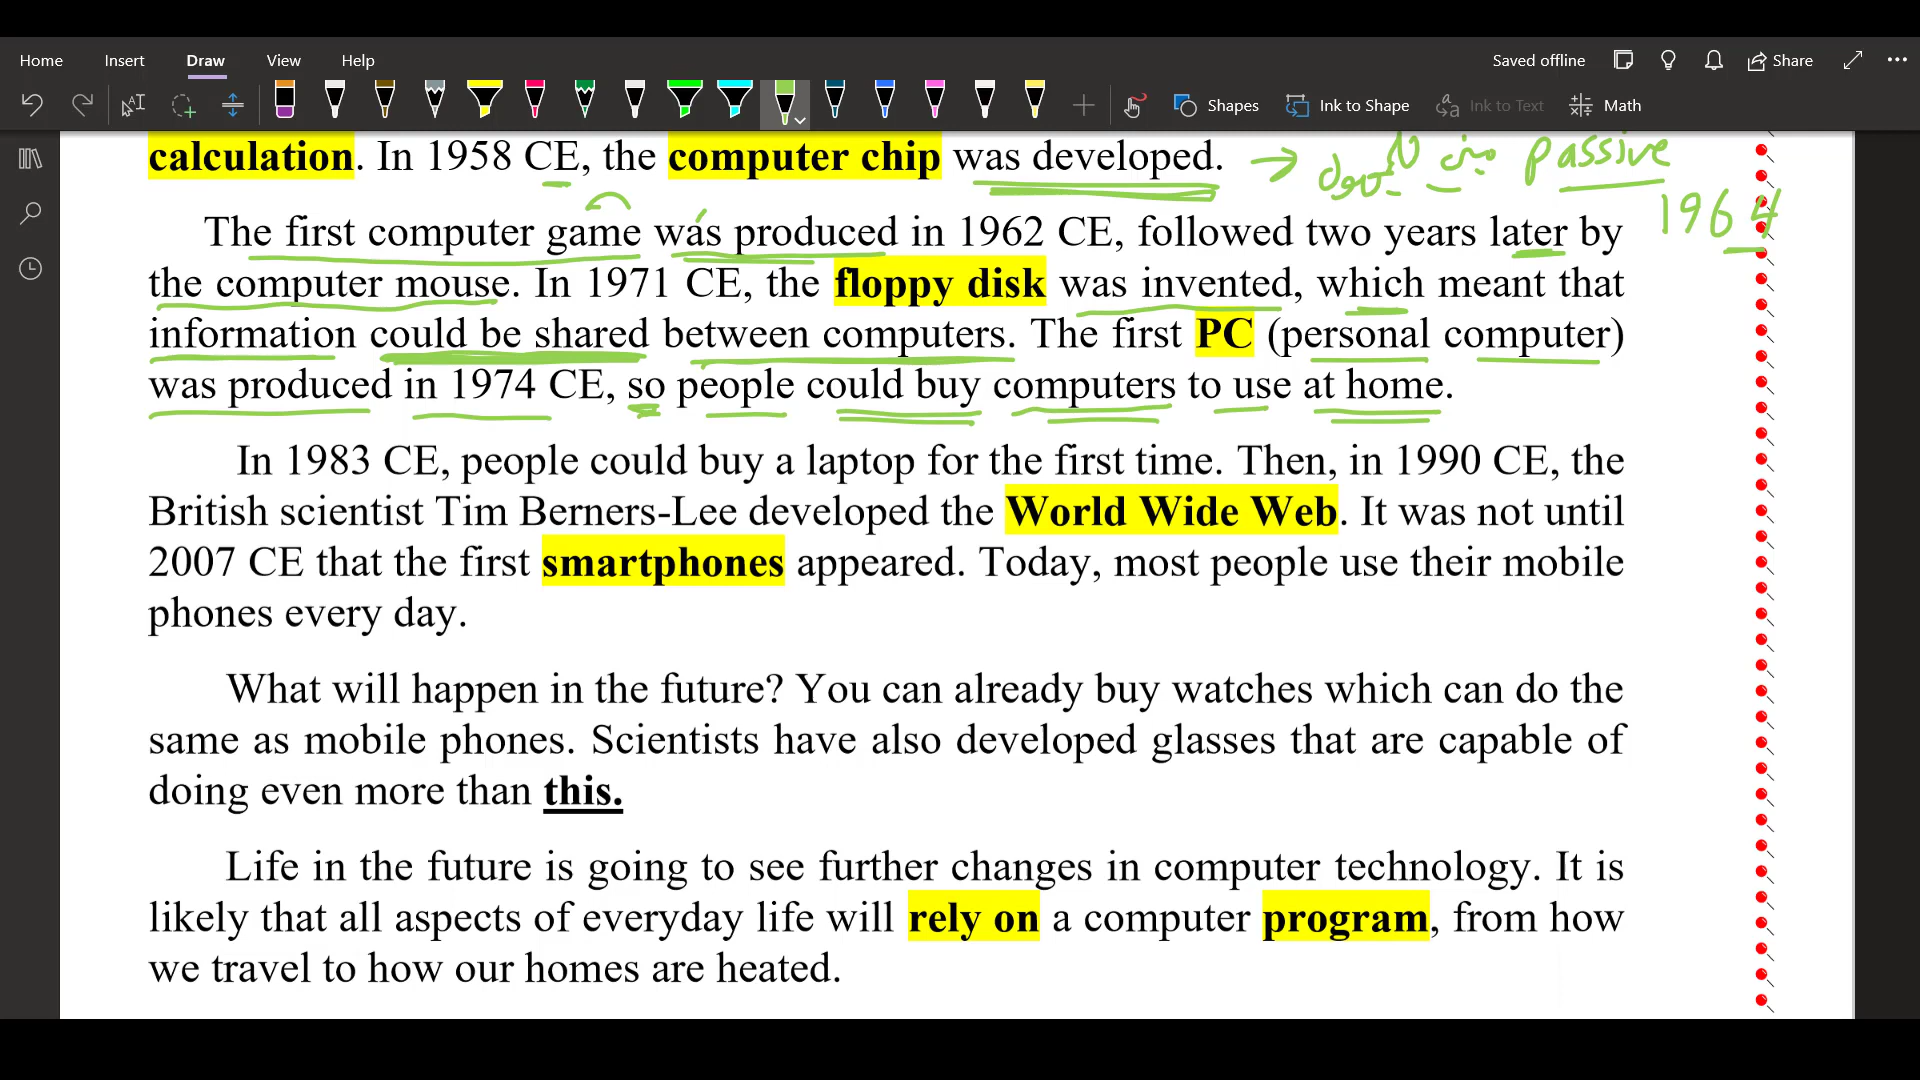 Home Insert Draw View Help Saved offline Share
Shapes Ink to Shape Ink to Text Math
calculation. In 1958 CE, the computer chip was developed. → passive
1964
The first computer game was produced in 1962 CE, followed two years later by
the computer mouse. In 1971 CE, the floppy disk was invented, which meant that
information could be shared between computers. The first PC (personal computer)
was produced in 1974 CE, so people could buy computers to use at home.
In 1983 CE, people could buy a laptop for the first time. Then, in 1990 CE, the
British scientist Tim Berners-Lee developed the World Wide Web. It was not until
2007 CE that the first smartphones appeared. Today, most people use their mobile
phones every day.
What will happen in the future? You can already buy watches which can do the
same as mobile phones. Scientists have also developed glasses that are capable of
doing even more than this.
Life in the future is going to see further changes in computer technology. It is
likely that all aspects of everyday life will rely on a computer program, from how
we travel to how our homes are heated.